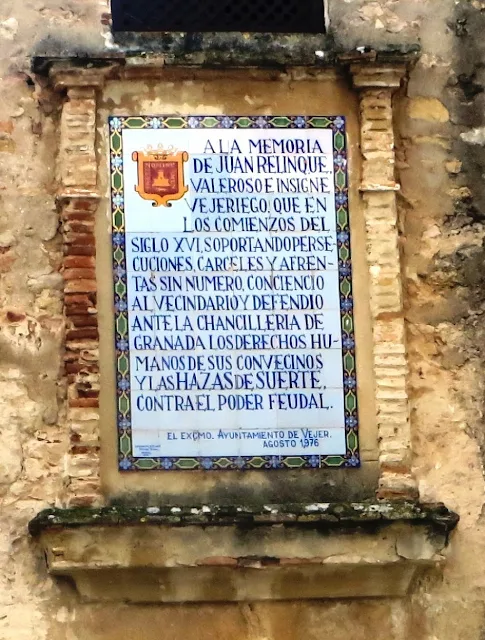 A LA MEMORIA
DE JUAN RELINQUE,
VALEROSO E INSIGNE
VEJERIEGO, QUE EN
LOS COMIENZOS DEL
SIGLO XVI, SOPORTANDO PERSE-
CUCIONES, CARCELES Y AFREN-
TAS SIN NUMERO, CONCIENCIO
AL VECINDARIO Y DEFENDIO
ANTE LA CHANCILLERIA DE
GRANADA LOS DERECHOS HU-
MANOS DE SUS CONVECINOS
Y LAS HAZAS DE SUERTE,
CONTRA EL PODER FEUDAL.
EL EXCMO. AYUNTAMIENTO DE VEJER.
AGOSTO 1976